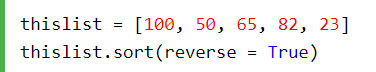 thislist = [100, 50, 65, 82, 23]
thislist.sort(reverse = True)